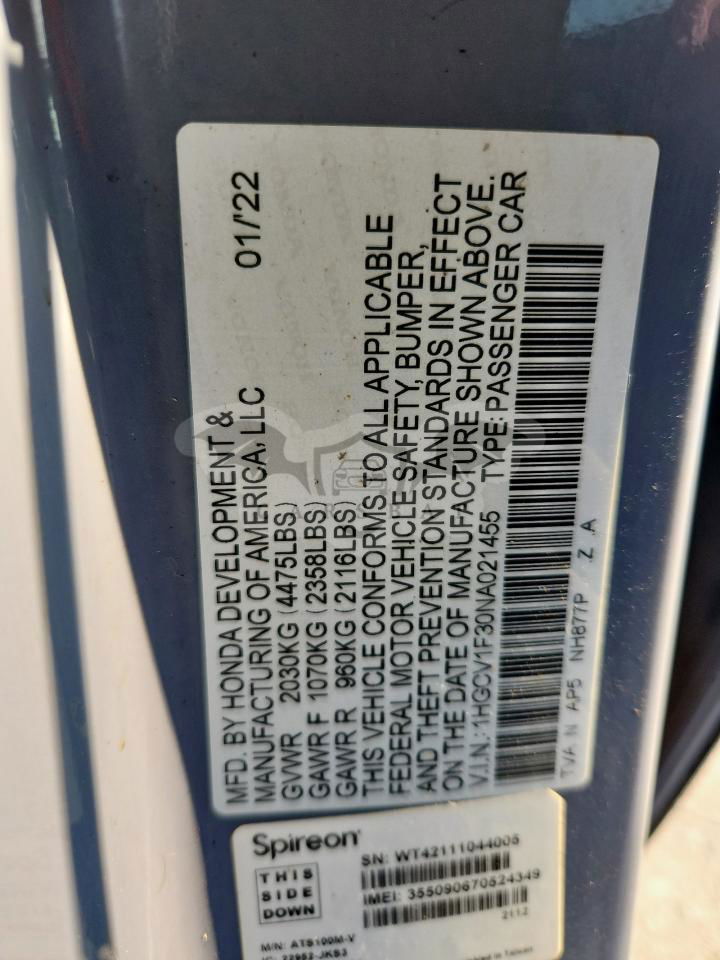 MFD. BY HONDA DEVELOPMENT &
MANUFACTURING OF AMERICA, LLC 01/'22
GVWR 2030KG (4475LBS)
GAWR F 1070KG (2358LBS)
GAWR R 960KG (2116LBS)
THIS VEHICLE CONFORMS TO ALL APPLICABLE
FEDERAL MOTOR VEHICLE SAFETY, BUMPER,
AND THEFT PREVENTION STANDARDS IN EFFECT
ON THE DATE OF MANUFACTURE SHOWN ABOVE.
V.I.N.: 1HGCV1F30NA021455 TYPE: PASSENGER CAR
TVA N AP5 NH877P Z A
Spireon
THIS
SIDE
DOWN
SN: WT42111044005
IMEI: 355090670524349
2112
M/N: ATS100M-V
in Taiwan